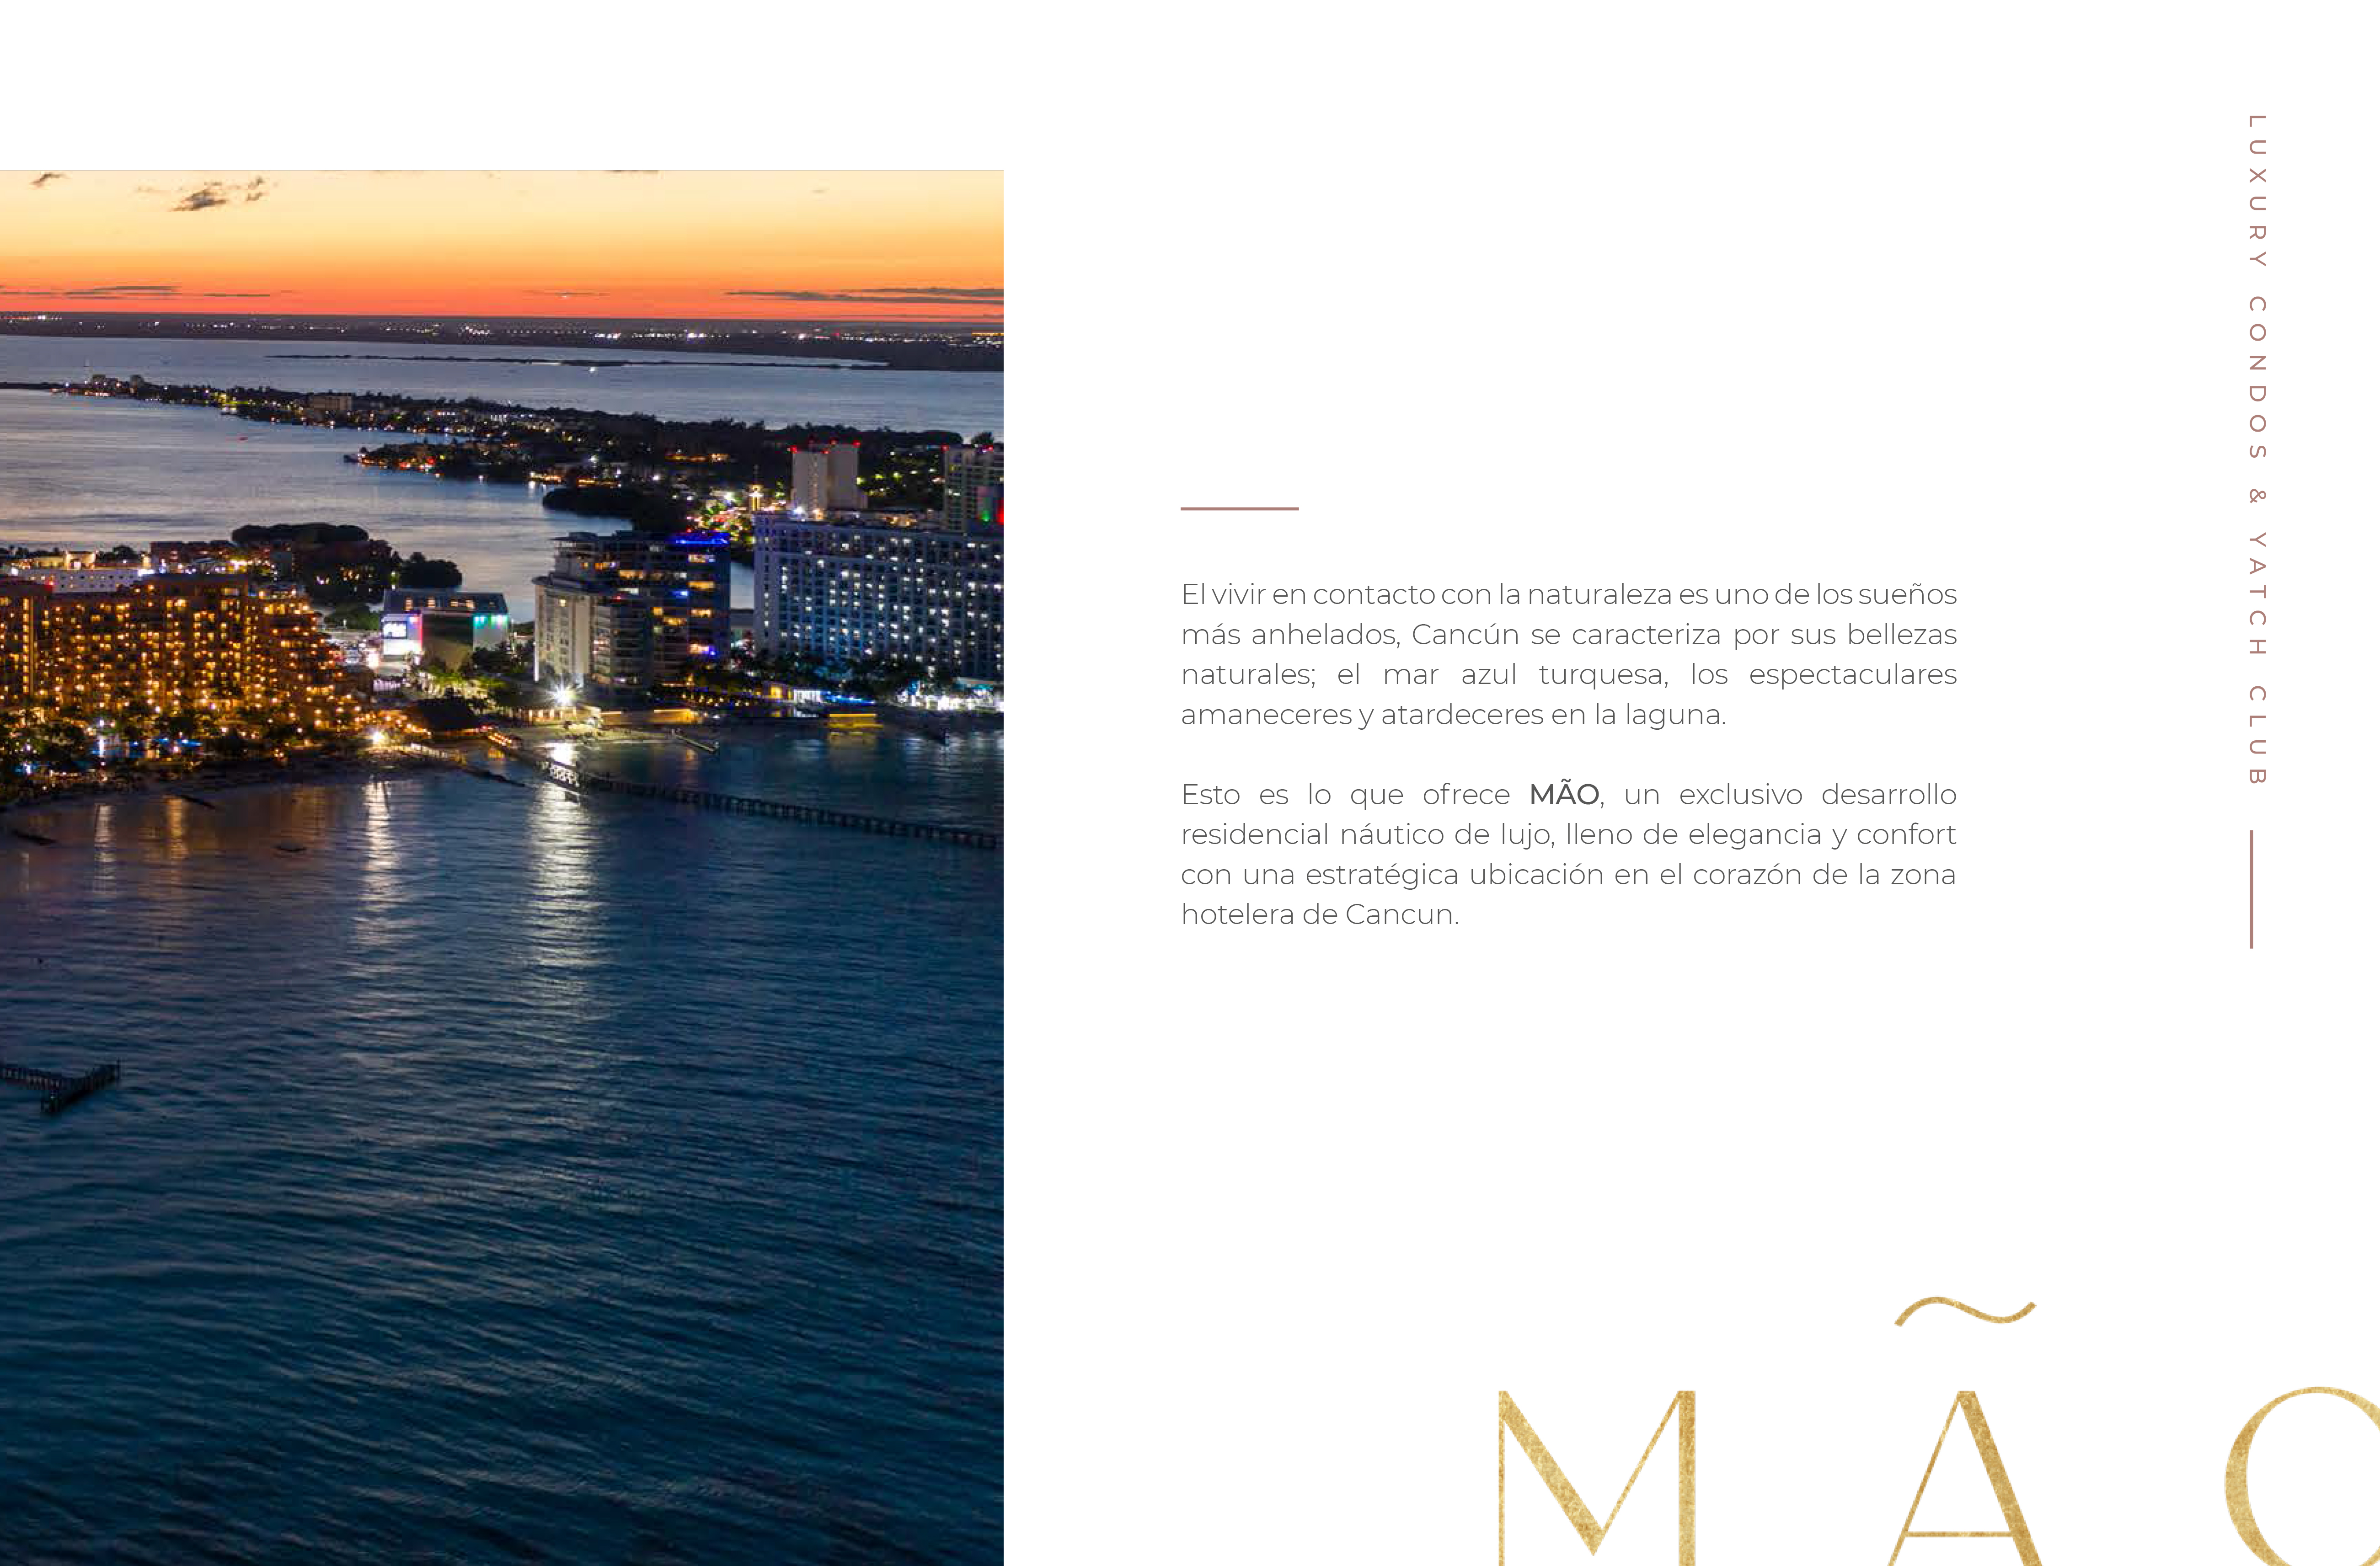 LUXURY CONDOS & YATCH CLUB
El vivir en contacto con la naturaleza es uno de los sueños
más anhelados, Cancún se caracteriza por sus bellezas
naturales; el mar azul turquesa, los espectaculares
amaneceres y atardeceres en la laguna.
Esto es lo que ofrece MÃO, un exclusivo desarrollo
residencial náutico de lujo, lleno de elegancia y confort
con una estratégica ubicación en el corazón de la zona
hotelera de Cancun.
MÃO